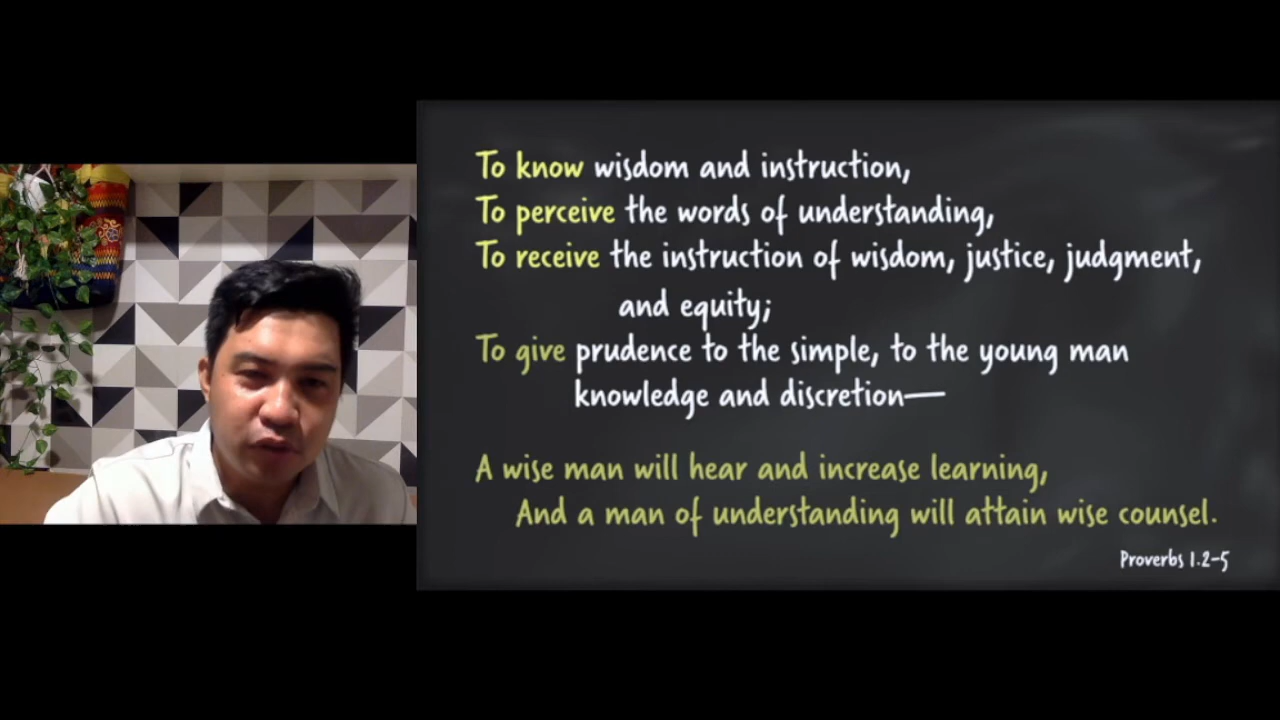 To know wisdom and instruction,
To perceive the words of understanding,
To receive the instruction of wisdom, justice, judgment,
and equity;
To give prudence to the simple, to the young man
knowledge and discretion—
A wise man will hear and increase learning,
And a man of understanding will attain wise counsel.
Proverbs 1.2-5